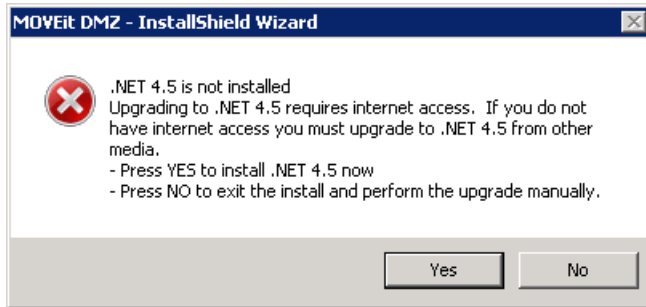 MOVEit DMZ - InstallShield Wizard
.NET 4.5 is not installed
Upgrading to .NET 4.5 requires internet access.  If you do not
have internet access you must upgrade to .NET 4.5 from other
media.
- Press YES to install .NET 4.5 now
- Press NO to exit the install and perform the upgrade manually.
Yes
No